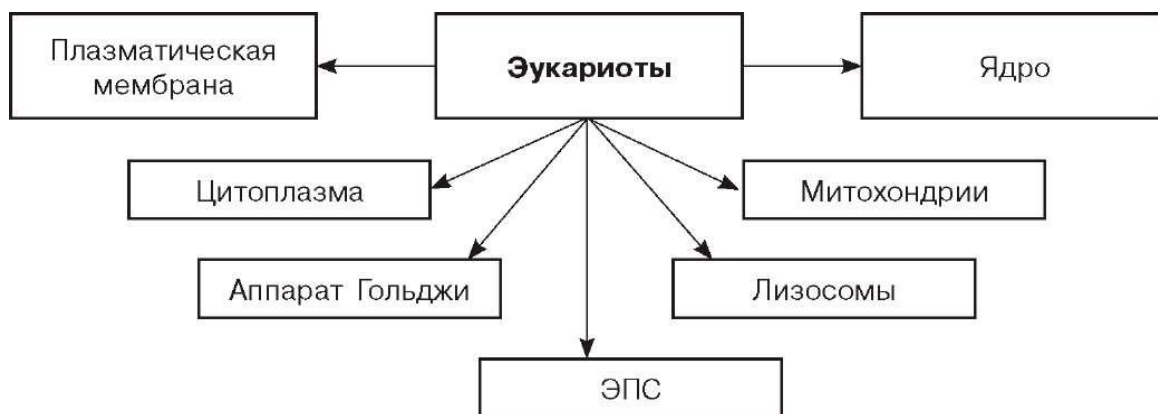 Плазматическая
мембрана
Эукариоты
Ядро
Цитоплазма
Митохондрии
Аппарат Гольджи
Лизосомы
ЭПС